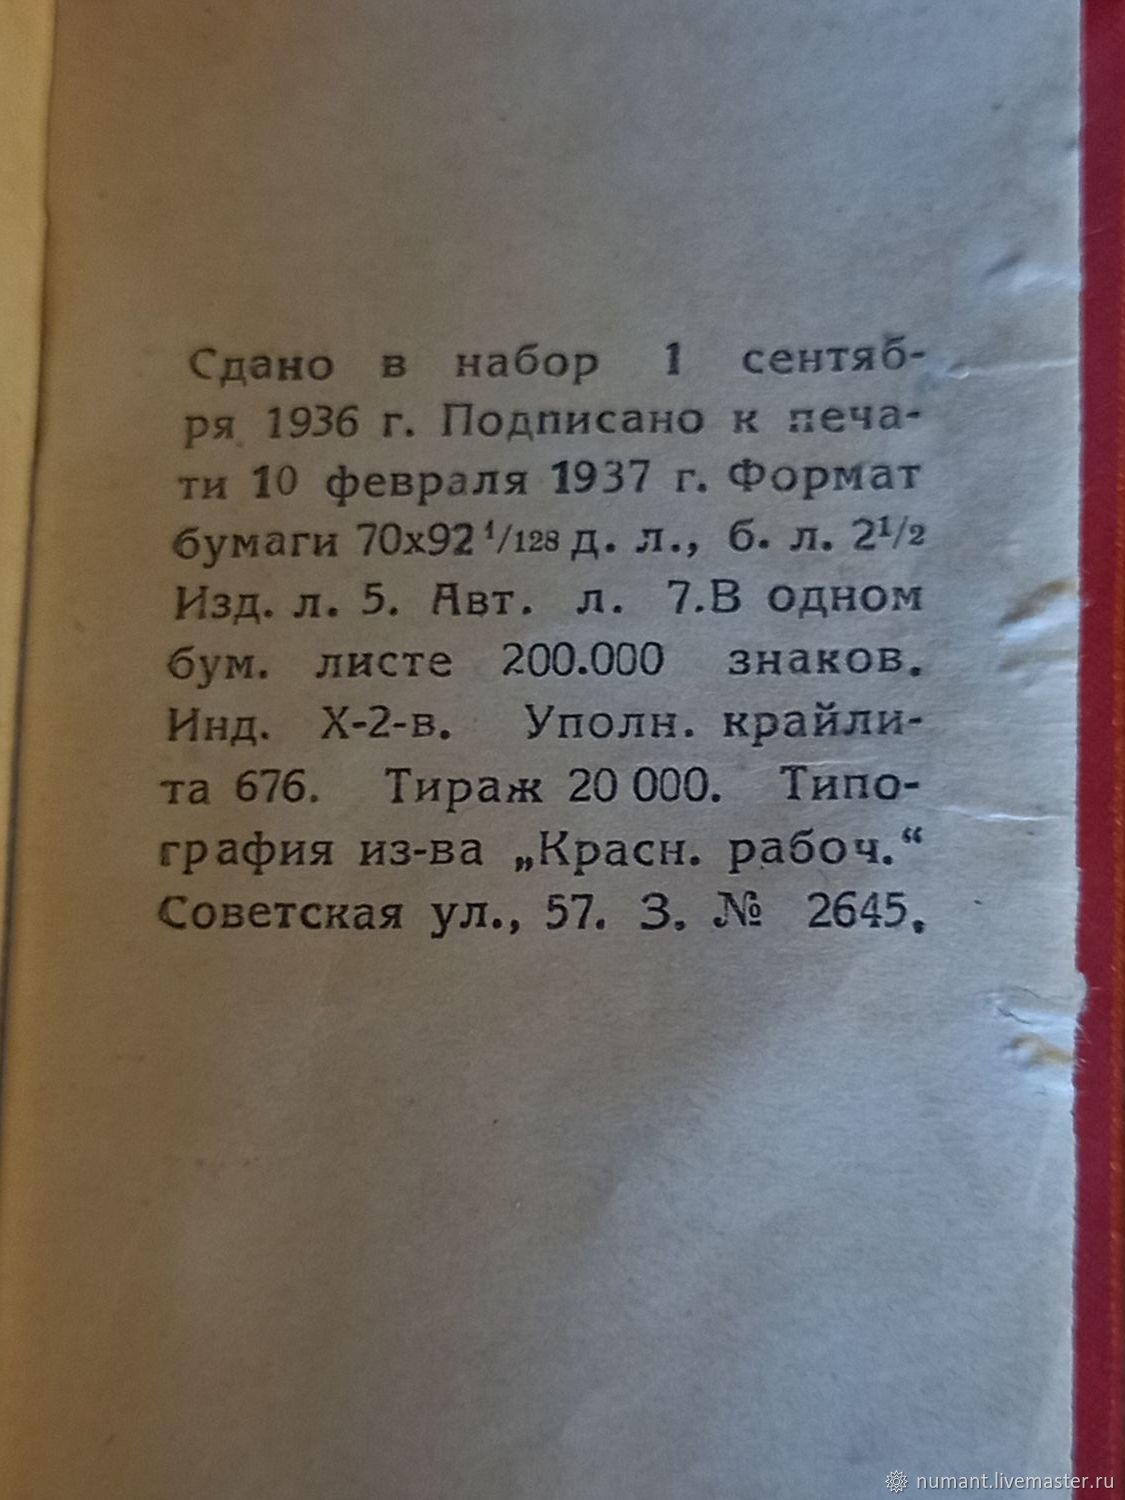 Сдано в набор 1 сентяб-
ря 1936 г. Подписано к печа-
ти 10 февраля 1937 г. Формат
бумаги 70х92 1/128 д. л., б. л. 2 1/2
Изд. л. 5. Авт. л. 7.В одном
бум. листе 200.000 знаков.
Инд. Х-2-в. Уполн. крайли-
та 676. Тираж 20 000. Типо-
графия из-ва „Красн. рабоч.“
Советская ул., 57. З. № 2645.
numant.livemaster.ru